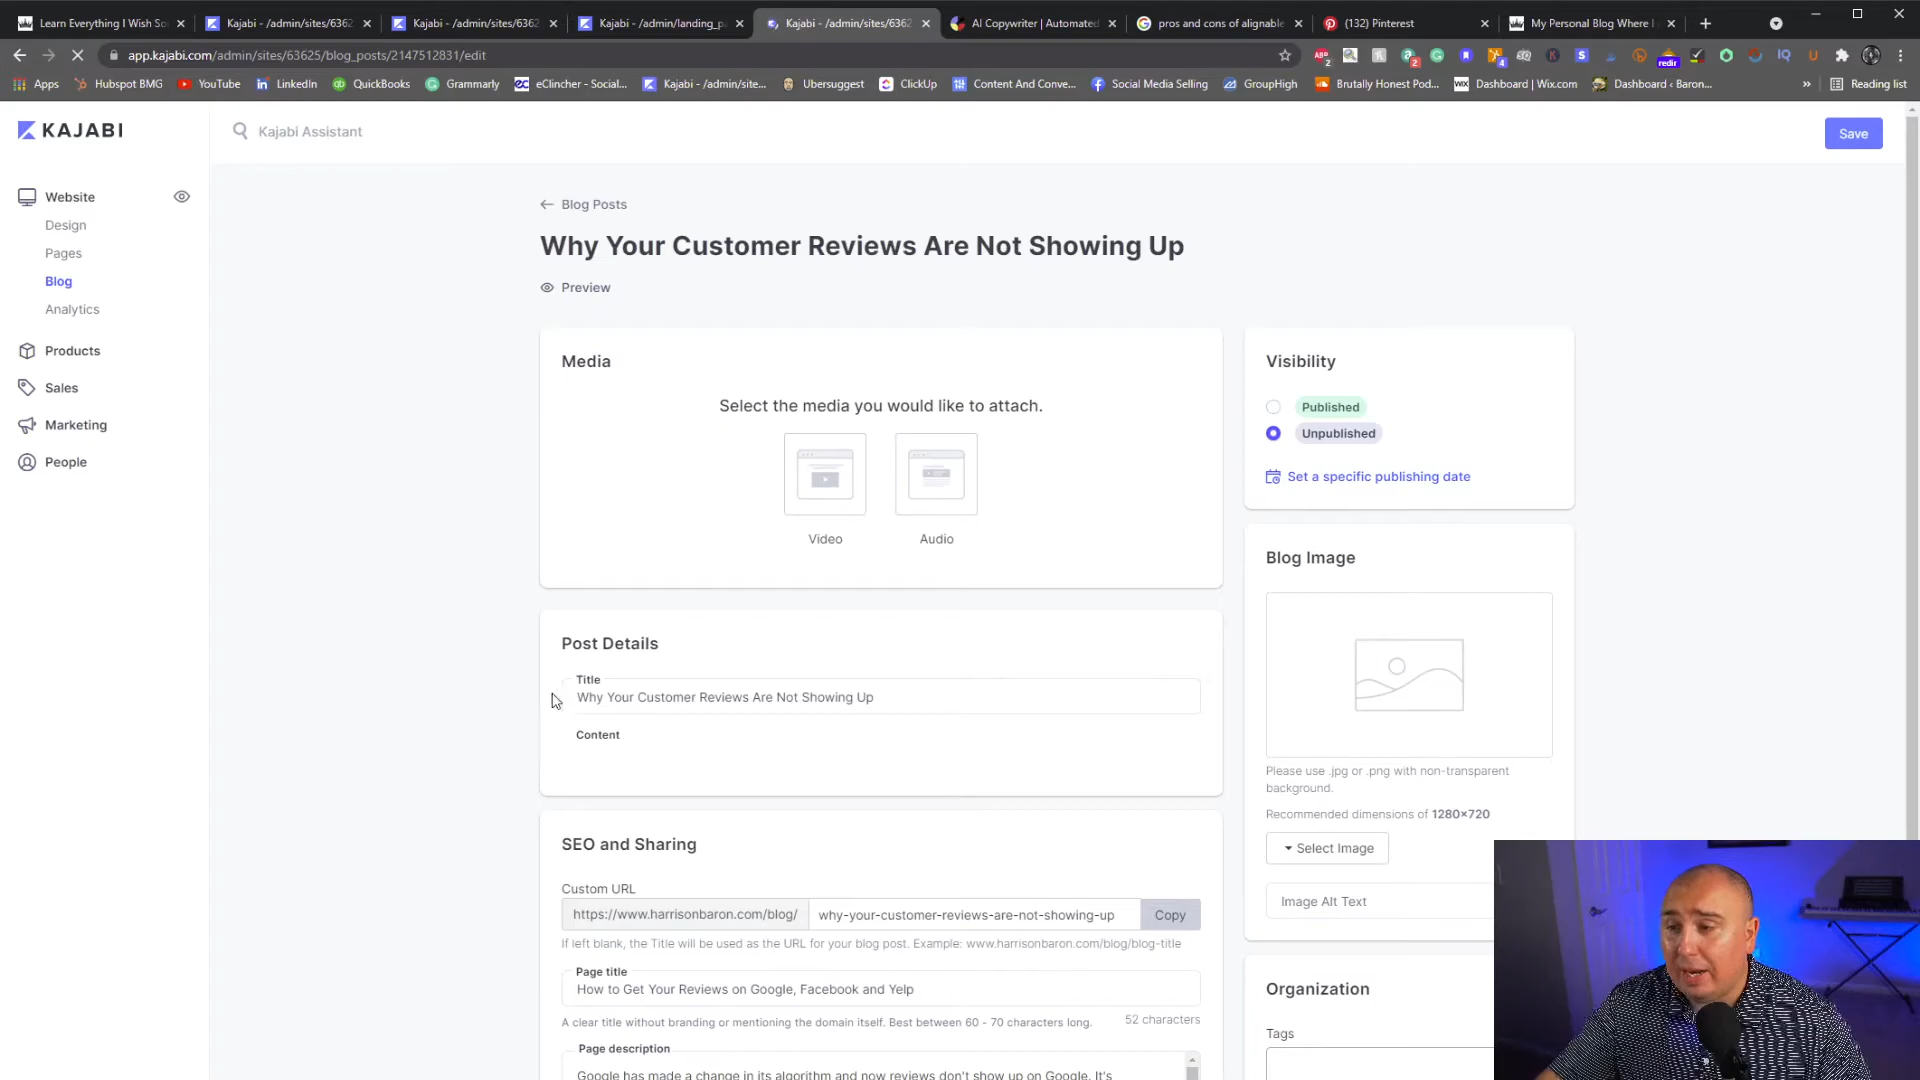 Learn Everything I Wish So
Kajabi - /admin/sites/6362
Kajabi - /admin/sites/6362
Kajabi - /admin/landing_pa
Kajabi - /admin/sites/6362
AI Copywriter | Automated
pros and cons of alignable
(132) Pinterest
My Personal Blog Where I
app.kajabi.com/admin/sites/63625/blog_posts/2147512831/edit
Apps
Hubspot BMG
YouTube
LinkedIn
QuickBooks
Grammarly
eClincher - Social...
Kajabi - /admin/site...
Ubersuggest
ClickUp
Content And Conve...
Social Media Selling
GroupHigh
Brutally Honest Pod...
Dashboard | Wix.com
Dashboard ‹ Baron...
Reading list
KAJABI
Kajabi Assistant
Save
Website
Design
Pages
Blog
Analytics
Products
Sales
Marketing
People
Blog Posts
Why Your Customer Reviews Are Not Showing Up
Preview
Media
Select the media you would like to attach.
Video
Audio
Visibility
Published
Unpublished
Set a specific publishing date
Post Details
Title
Why Your Customer Reviews Are Not Showing Up
Content
Blog Image
Please use .jpg or .png with non-transparent
background.
Recommended dimensions of 1280×720
Select Image
Image Alt Text
SEO and Sharing
Custom URL
https://www.harrisonbaron.com/blog/
why-your-customer-reviews-are-not-showing-up
Copy
If left blank, the Title will be used as the URL for your blog post. Example: www.harrisonbaron.com/blog/blog-title
Page title
How to Get Your Reviews on Google, Facebook and Yelp
A clear title without branding or mentioning the domain itself. Best between 60 - 70 characters long.
52 characters
Page description
Google has made a change in its algorithm and now reviews don't show up on Google. It's
Organization
Tags